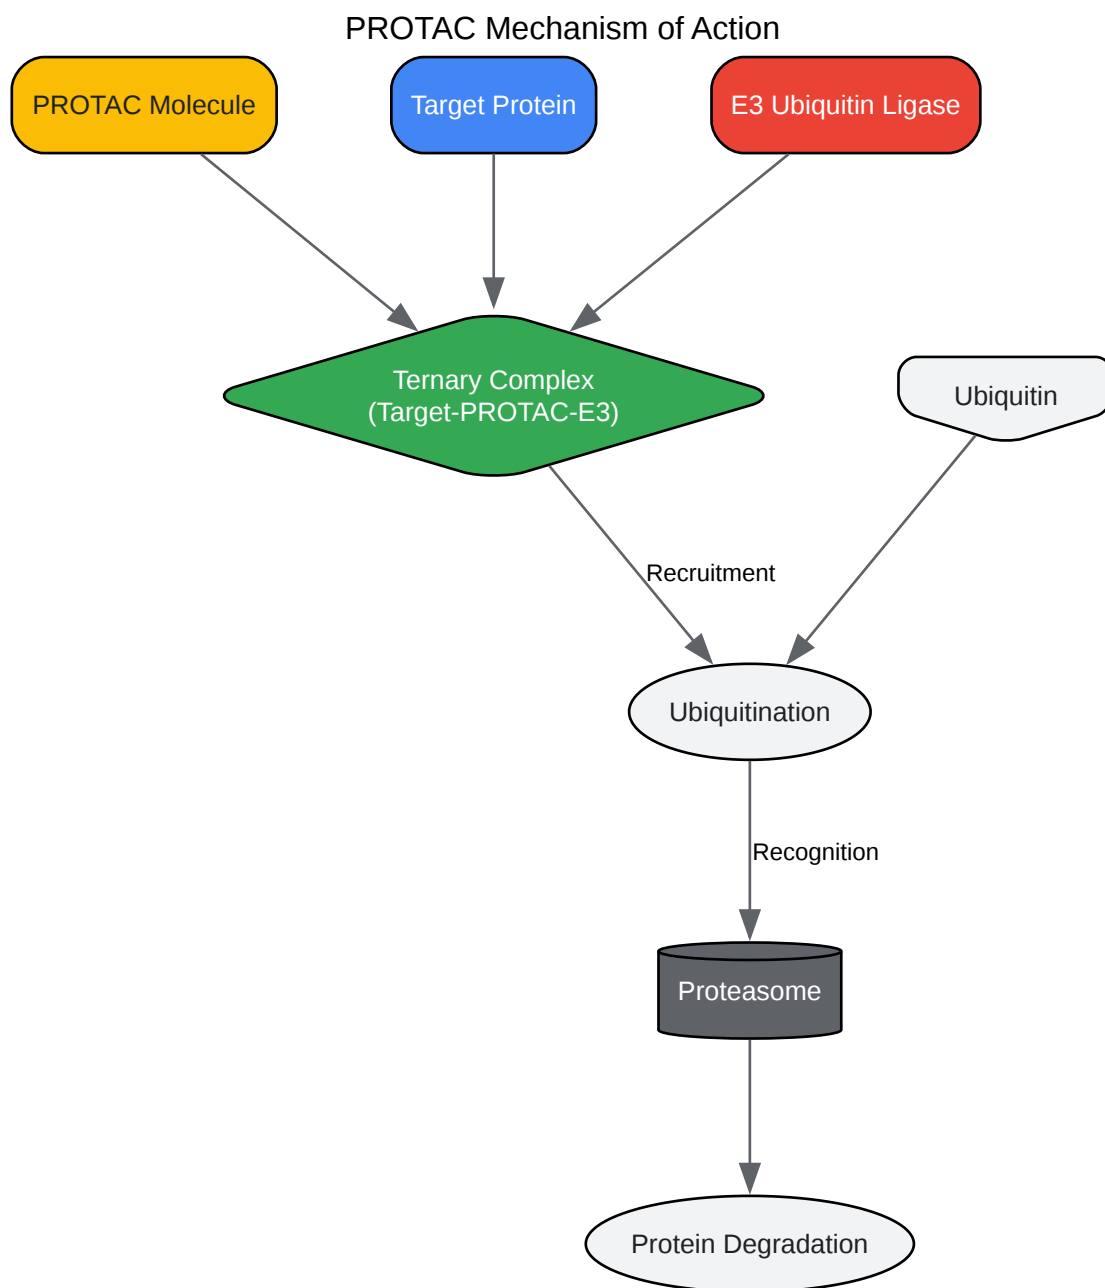 PROTAC Mechanism of Action
PROTAC Molecule
Target Protein
E3 Ubiquitin Ligase
Ternary Complex
(Target-PROTAC-E3)
Ubiquitin
Recruitment
Ubiquitination
Recognition
Proteasome
Protein Degradation